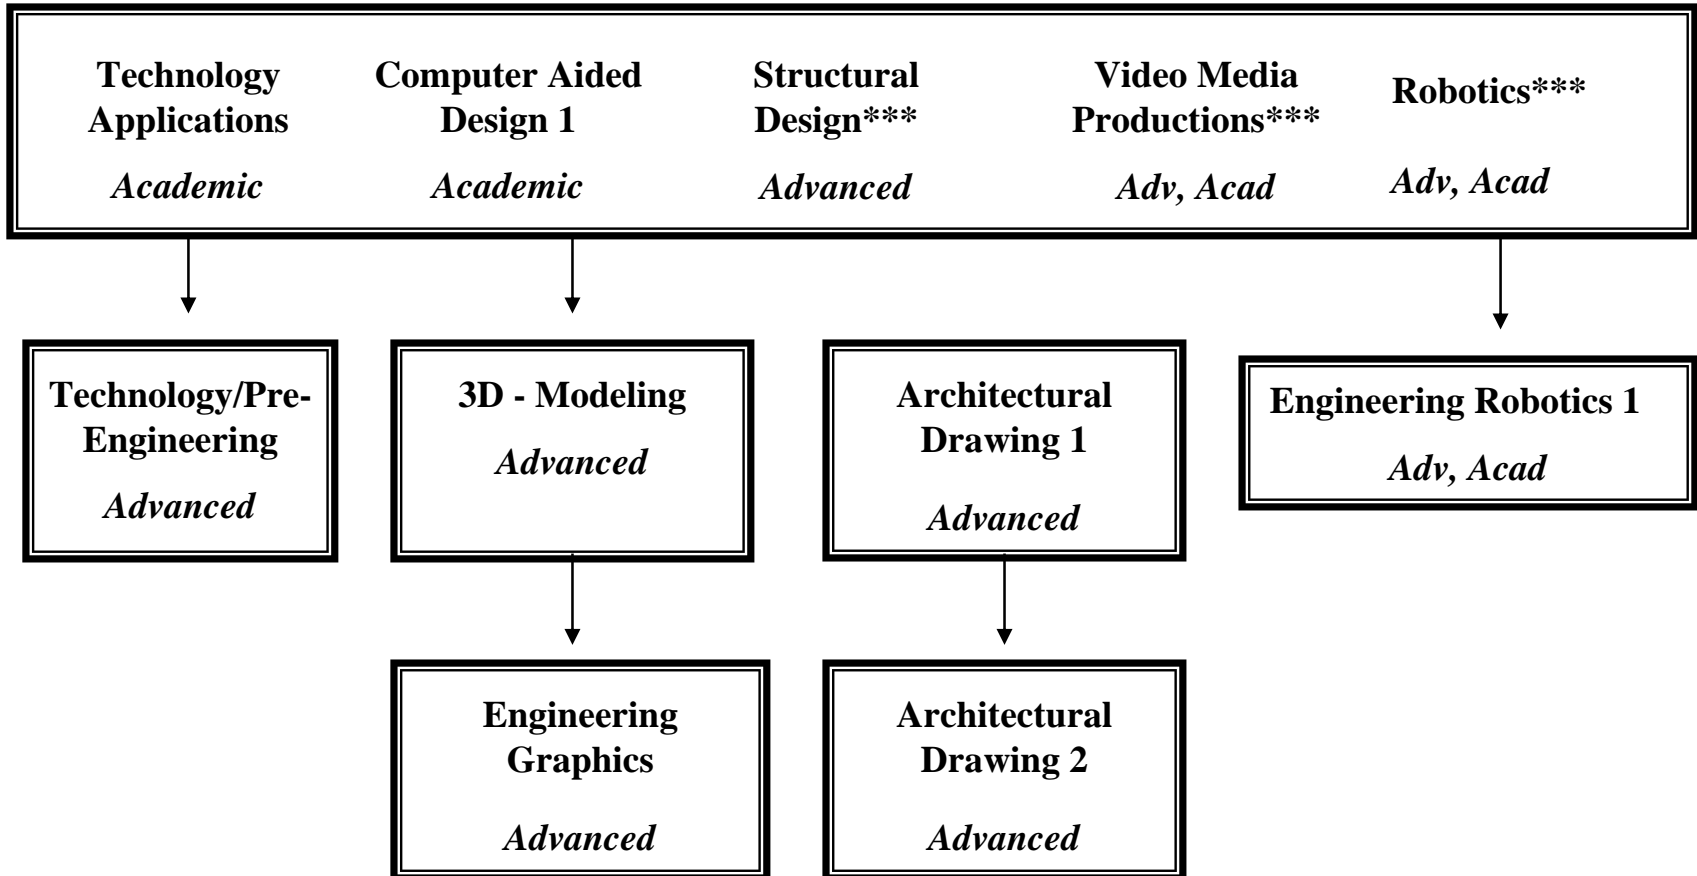 Technology
Applications
Academic
Computer Aided
Design 1
Academic
Structural
Design***
Advanced
Video Media
Productions***
Adv, Acad
Robotics***
Adv, Acad
Technology/Pre-
Engineering
Advanced
3D - Modeling
Advanced
Architectural
Drawing 1
Advanced
Engineering Robotics 1
Adv, Acad
Engineering
Graphics
Advanced
Architectural
Drawing 2
Advanced